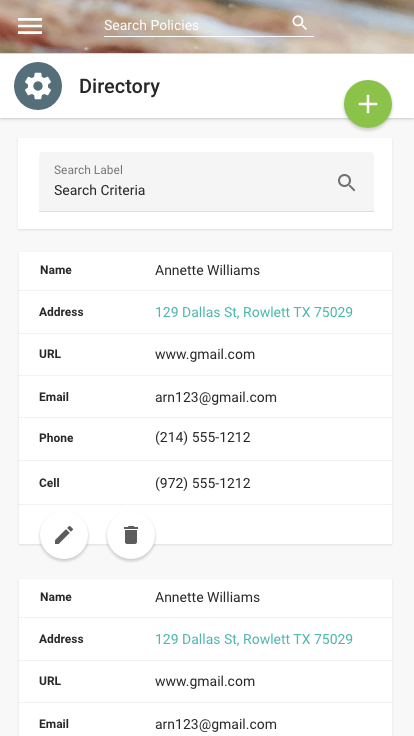 Search Policies
Directory
Search Label
Search Criteria
Name Annette Williams
Address 129 Dallas St, Rowlett TX 75029
URL www.gmail.com
Email arn123@gmail.com
Phone (214) 555-1212
Cell (972) 555-1212
Name Annette Williams
Address 129 Dallas St, Rowlett TX 75029
URL www.gmail.com
Email arn123@gmail.com